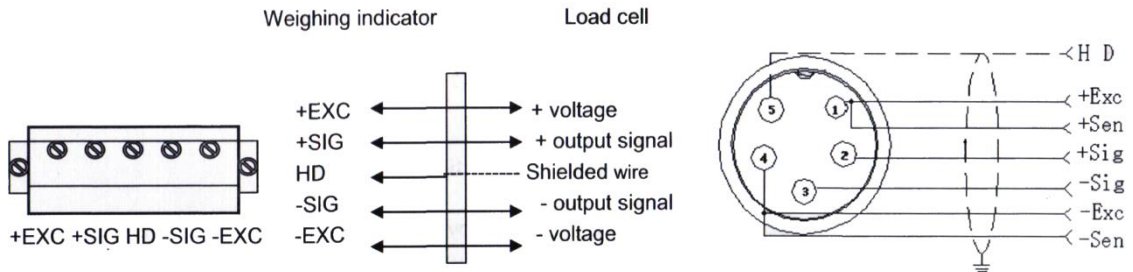 Weighing indicator
Load cell
+EXC +SIG HD -SIG -EXC
+EXC
+ voltage
+SIG
+ output signal
HD
Shielded wire
-SIG
- output signal
-EXC
- voltage
5
1
4
2
3
H D
+Exc
+Sen
+Sig
-Sig
-Exc
-Sen